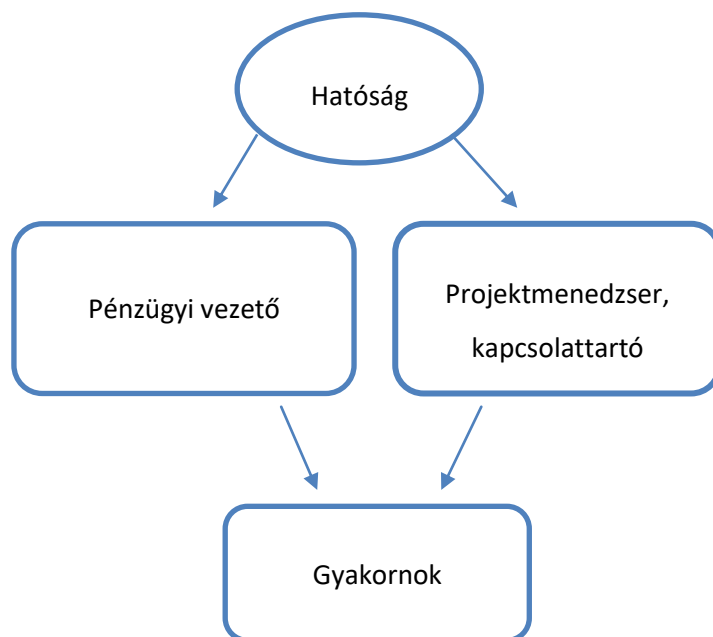 Hatóság
Pénzügyi vezető
Projektmenedzser,
kapcsolattartó
Gyakornok